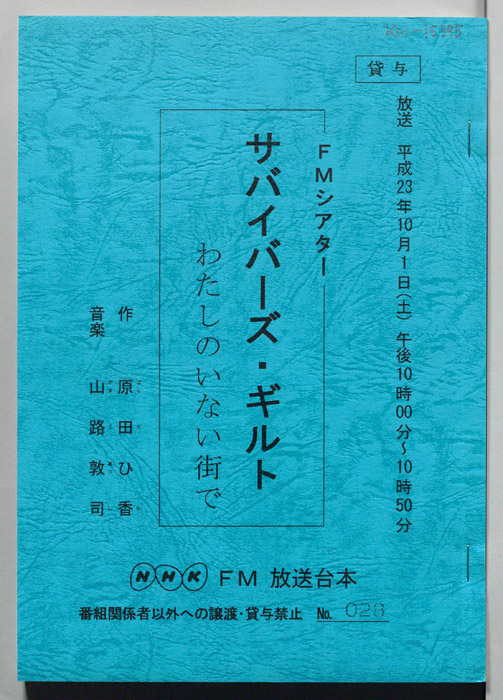 貸与
放送 平成23年10月1日(土) 午後10時00分～10時50分
FMシアター
サバイバーズ・ギルト
わたしのいない街で
作 原田ひ香
音楽 山路敦司
NHK FM 放送台本
番組関係者以外への譲渡・貸与禁止 No. 026